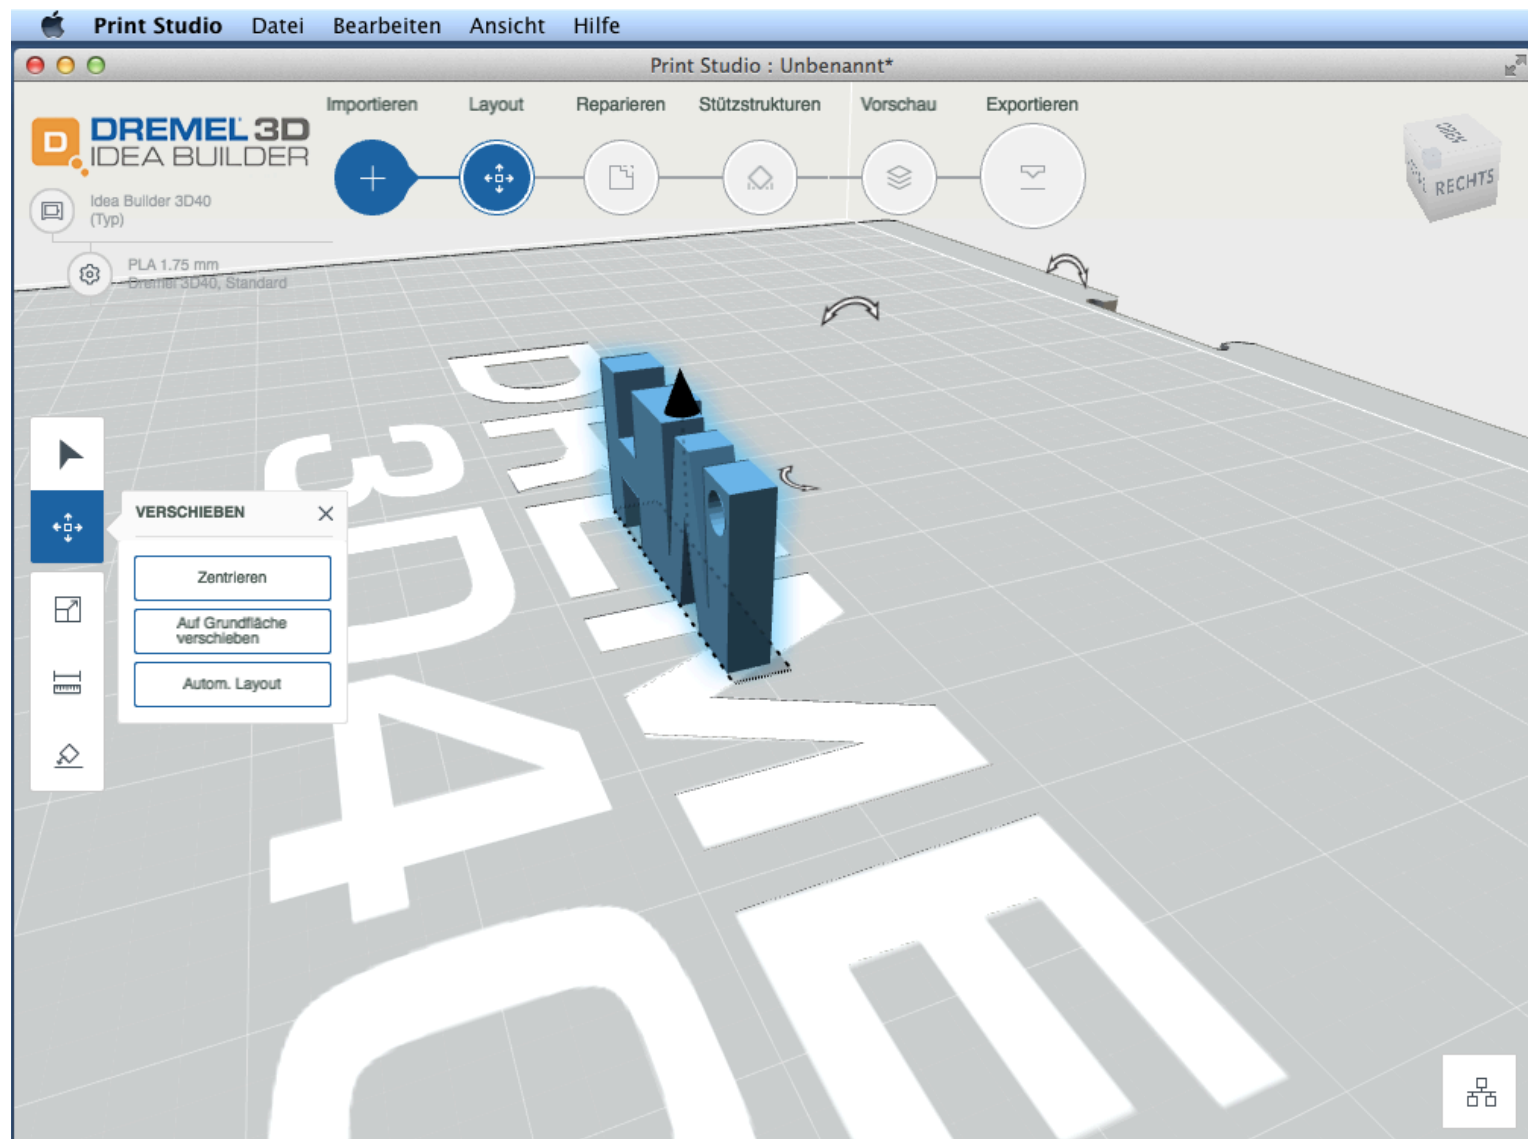 Print Studio Datei Bearbeiten Ansicht Hilfe
Print Studio : Unbenannt*
Importieren Layout Reparieren Stützstrukturen Vorschau Exportieren
D
DREMEL 3D
IDEA BUILDER
Idea Builder 3D40
(Typ)
PLA 1.75 mm
Dremel 3D40, Standard
OBEN
RECHTS
VERSCHIEBEN
Zentrieren
Auf Grundfläche
verschieben
Autom. Layout
DREME
3D40